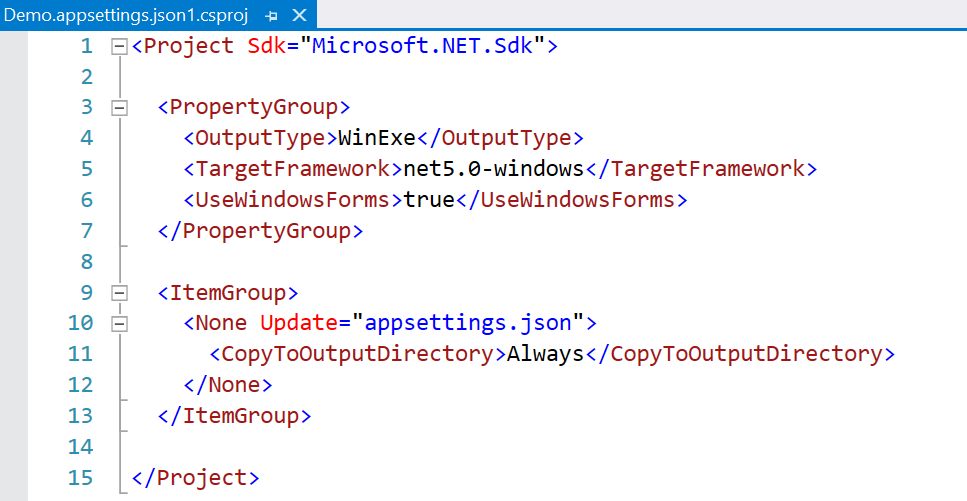 Demo.appsettings.json1.csproj
1 <Project Sdk="Microsoft.NET.Sdk">
2
3 <PropertyGroup>
4 <OutputType>WinExe</OutputType>
5 <TargetFramework>net5.0-windows</TargetFramework>
6 <UseWindowsForms>true</UseWindowsForms>
7 </PropertyGroup>
8
9 <ItemGroup>
10 <None Update="appsettings.json">
11 <CopyToOutputDirectory>Always</CopyToOutputDirectory>
12 </None>
13 </ItemGroup>
14
15 </Project>